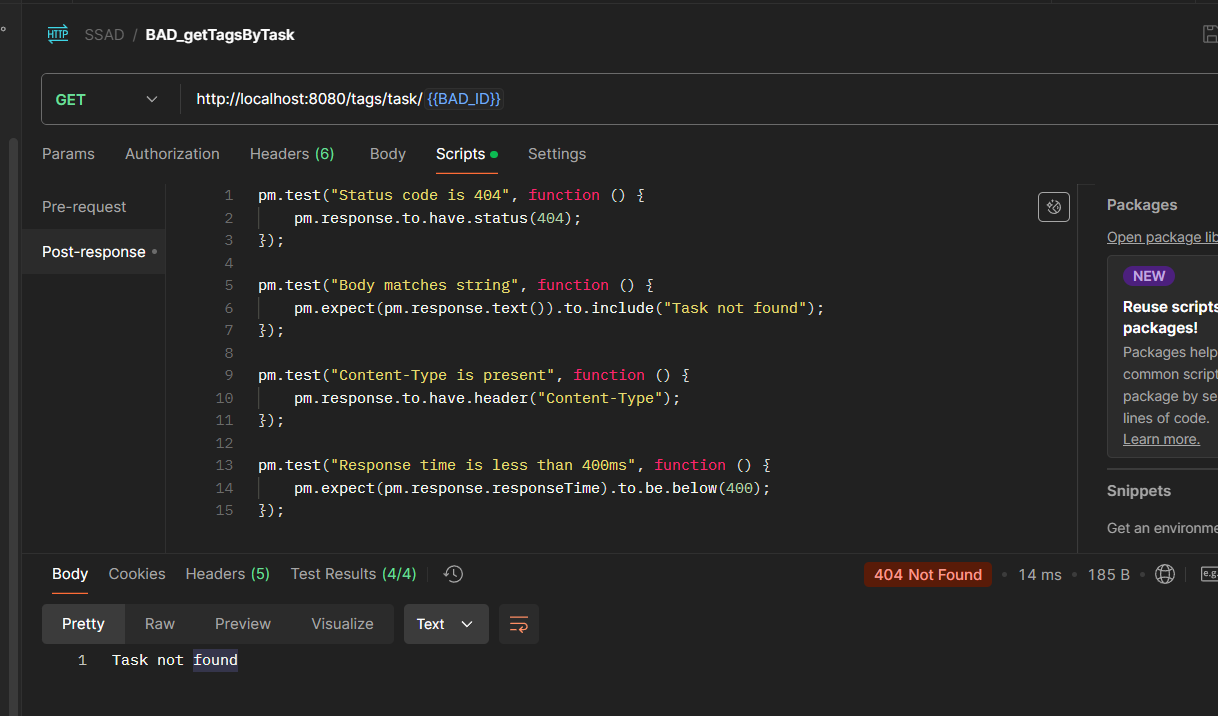 HTTP SSAD / BAD_getTagsByTask
GET http://localhost:8080/tags/task/ {{BAD_ID}}
Params Authorization Headers (6) Body Scripts Settings
Pre-request
Post-response
1 pm.test("Status code is 404", function () {
2 pm.response.to.have.status(404);
3 });
4
5 pm.test("Body matches string", function () {
6 pm.expect(pm.response.text()).to.include("Task not found");
7 });
8
9 pm.test("Content-Type is present", function () {
10 pm.response.to.have.header("Content-Type");
11 });
12
13 pm.test("Response time is less than 400ms", function () {
14 pm.expect(pm.response.responseTime).to.be.below(400);
15 });
Packages
Open package lib
NEW
Reuse scripts
packages!
Packages help
common script
package by se
lines of code.
Learn more.
Snippets
Get an environme
Body Cookies Headers (5) Test Results (4/4) 404 Not Found 14 ms 185 B e.g.
Pretty Raw Preview Visualize Text
1 Task not found